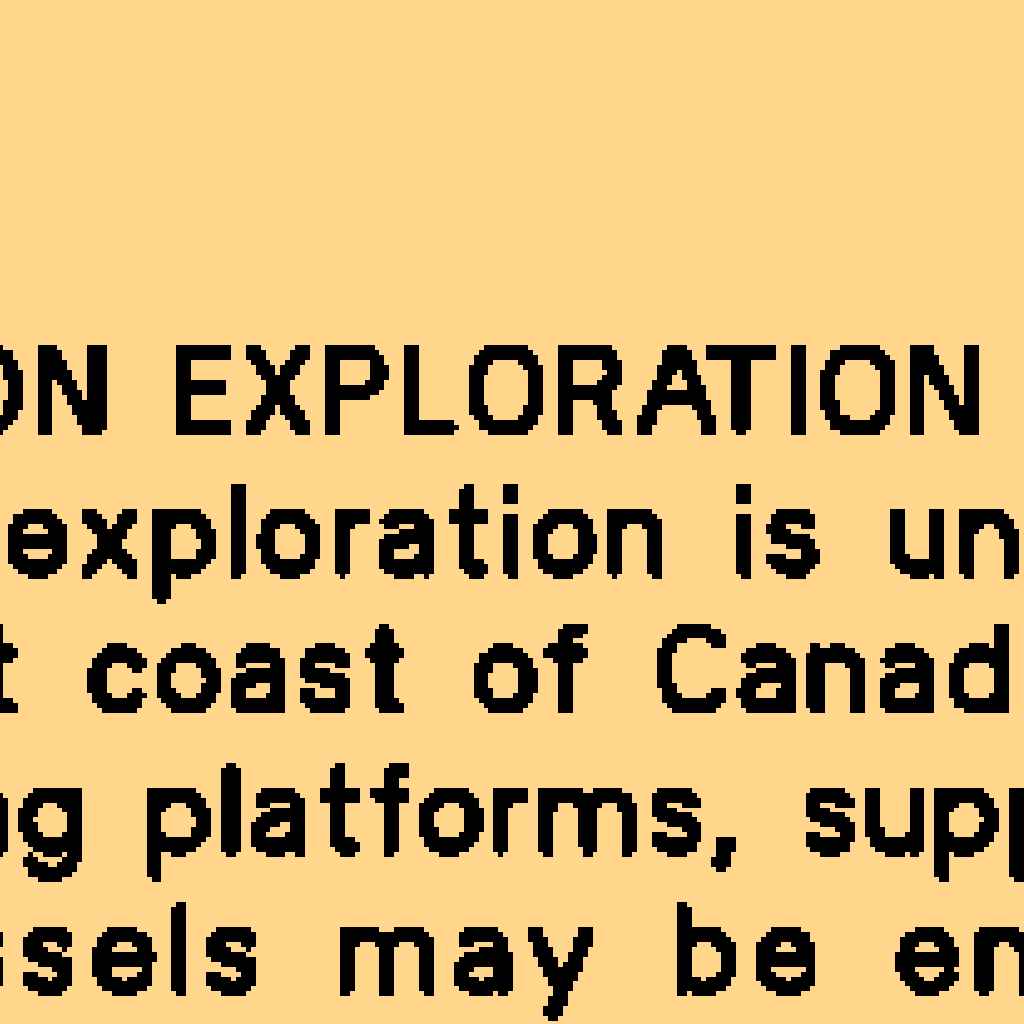 ON EXPLORATION
exploration is un
t coast of Canad
ng platforms, supp
ssels may be en